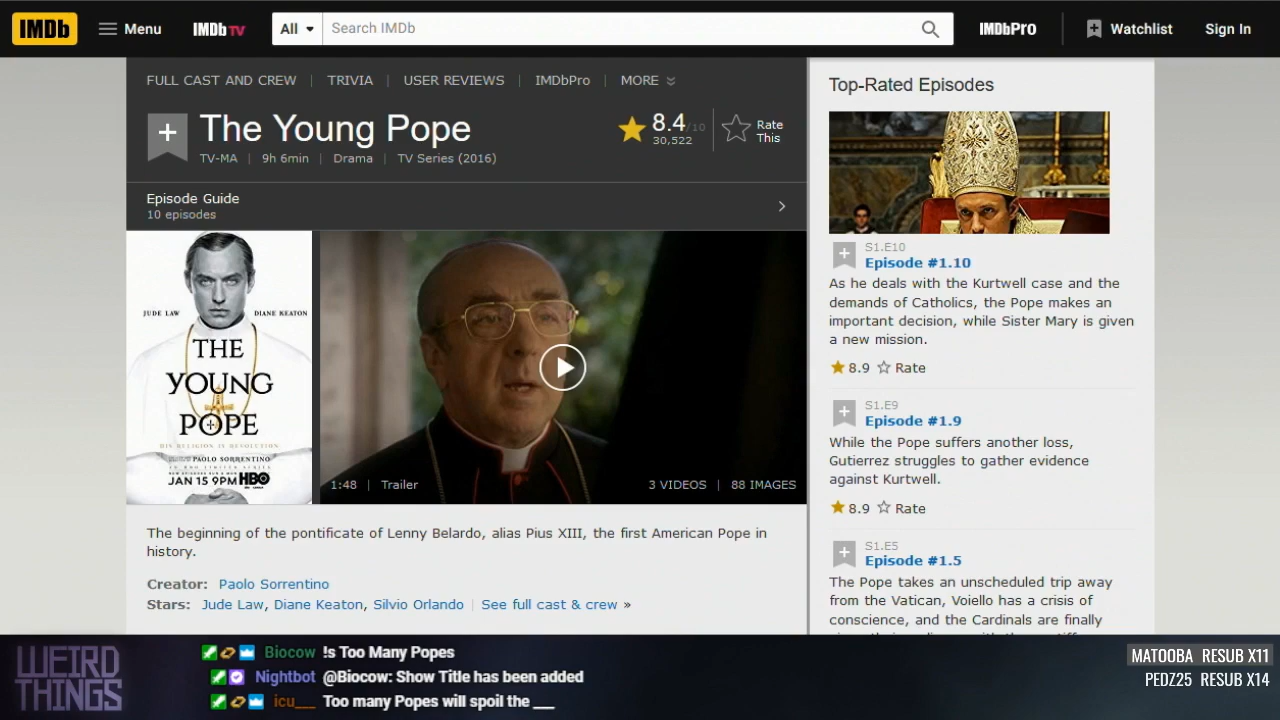 IMDb
Menu
IMDb TV
All
Search IMDb
IMDbPro
Watchlist
Sign In
FULL CAST AND CREW | TRIVIA | USER REVIEWS | IMDbPro | MORE
The Young Pope
TV-MA | 9h 6min | Drama | TV Series (2016)
8.4/10
30,522
Rate This
Episode Guide
10 episodes
JUDE LAW
DIANE KEATON
THE
YOUNG
POPE
HIS RELIGION IS REVOLUTION
PAOLO SORRENTINO
JAN 15 9PM HBO
1:48 | Trailer
3 VIDEOS | 88 IMAGES
The beginning of the pontificate of Lenny Belardo, alias Pius XIII, the first American Pope in
history.
Creator: Paolo Sorrentino
Stars: Jude Law, Diane Keaton, Silvio Orlando | See full cast & crew »
Top-Rated Episodes
S1.E10
Episode #1.10
As he deals with the Kurtwell case and the
demands of Catholics, the Pope makes an
important decision, while Sister Mary is given
a new mission.
8.9 Rate
S1.E9
Episode #1.9
While the Pope suffers another loss,
Gutierrez struggles to gather evidence
against Kurtwell.
8.9 Rate
S1.E5
Episode #1.5
The Pope takes an unscheduled trip away
from the Vatican, Voiello has a crisis of
conscience, and the Cardinals are finally
WEIRD
THINGS
Biocow !s Too Many Popes
Nightbot @Biocow: Show Title has been added
icu___ Too many Popes will spoil the ___
MATOOBA RESUB X11
PEDZ25 RESUB X14